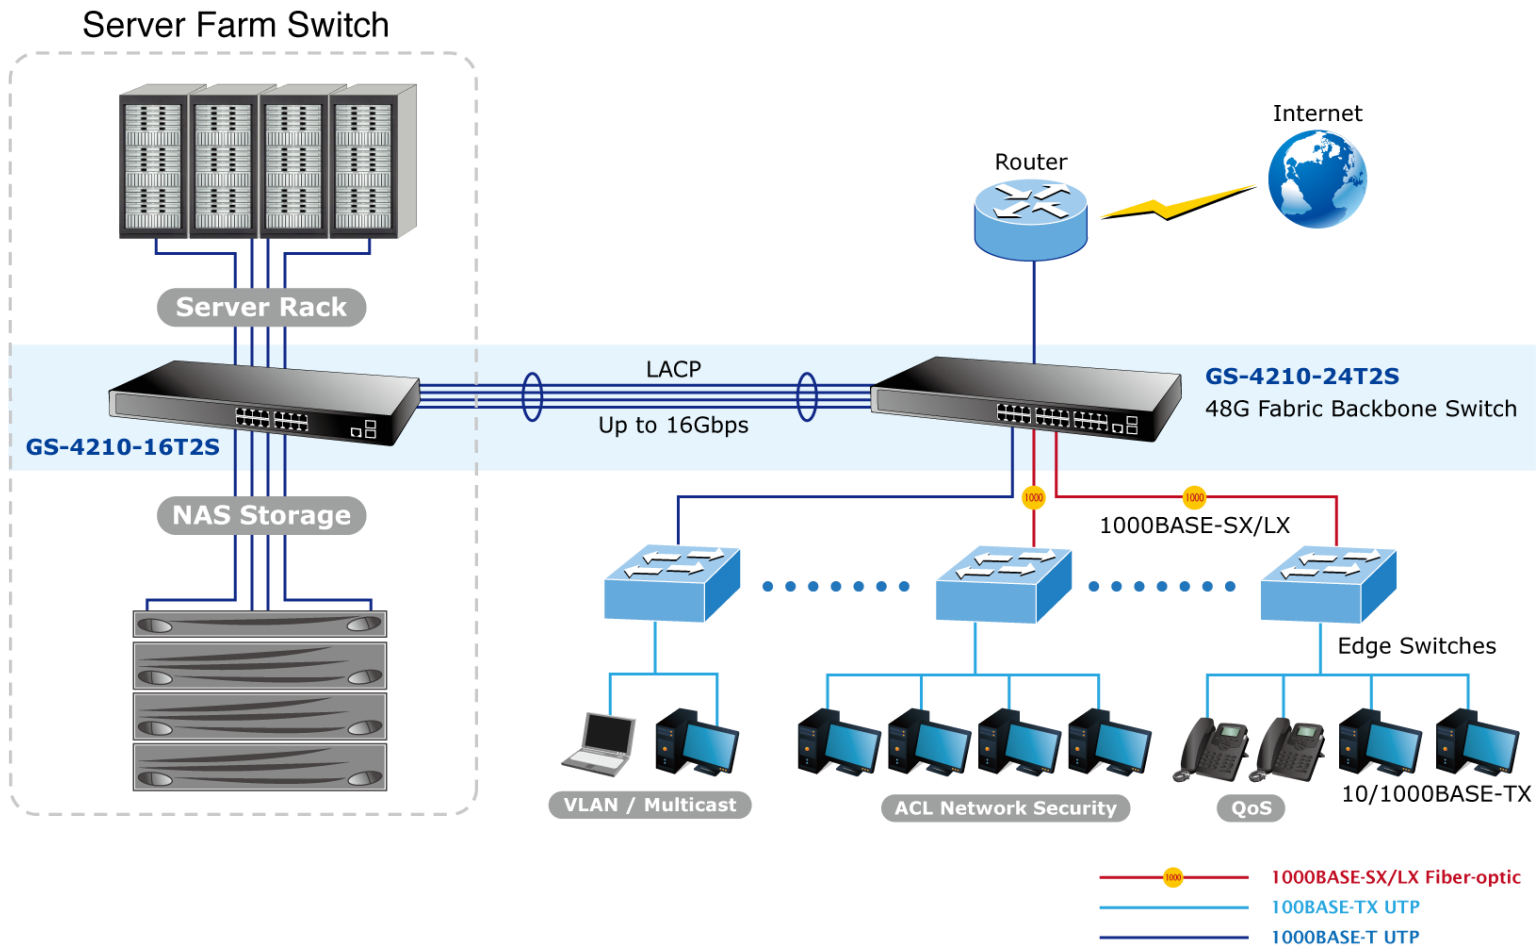 Server Farm Switch
Internet
Router
Server Rack
LACP
GS-4210-24T2S
48G Fabric Backbone Switch
Up to 16Gbps
GS-4210-16T2S
1000
1000
NAS Storage
1000BASE-SX/LX
Edge Switches
10/1000BASE-TX
VLAN / Multicast
ACL Network Security
QoS
1000
1000BASE-SX/LX Fiber-optic
100BASE-TX UTP
1000BASE-T UTP